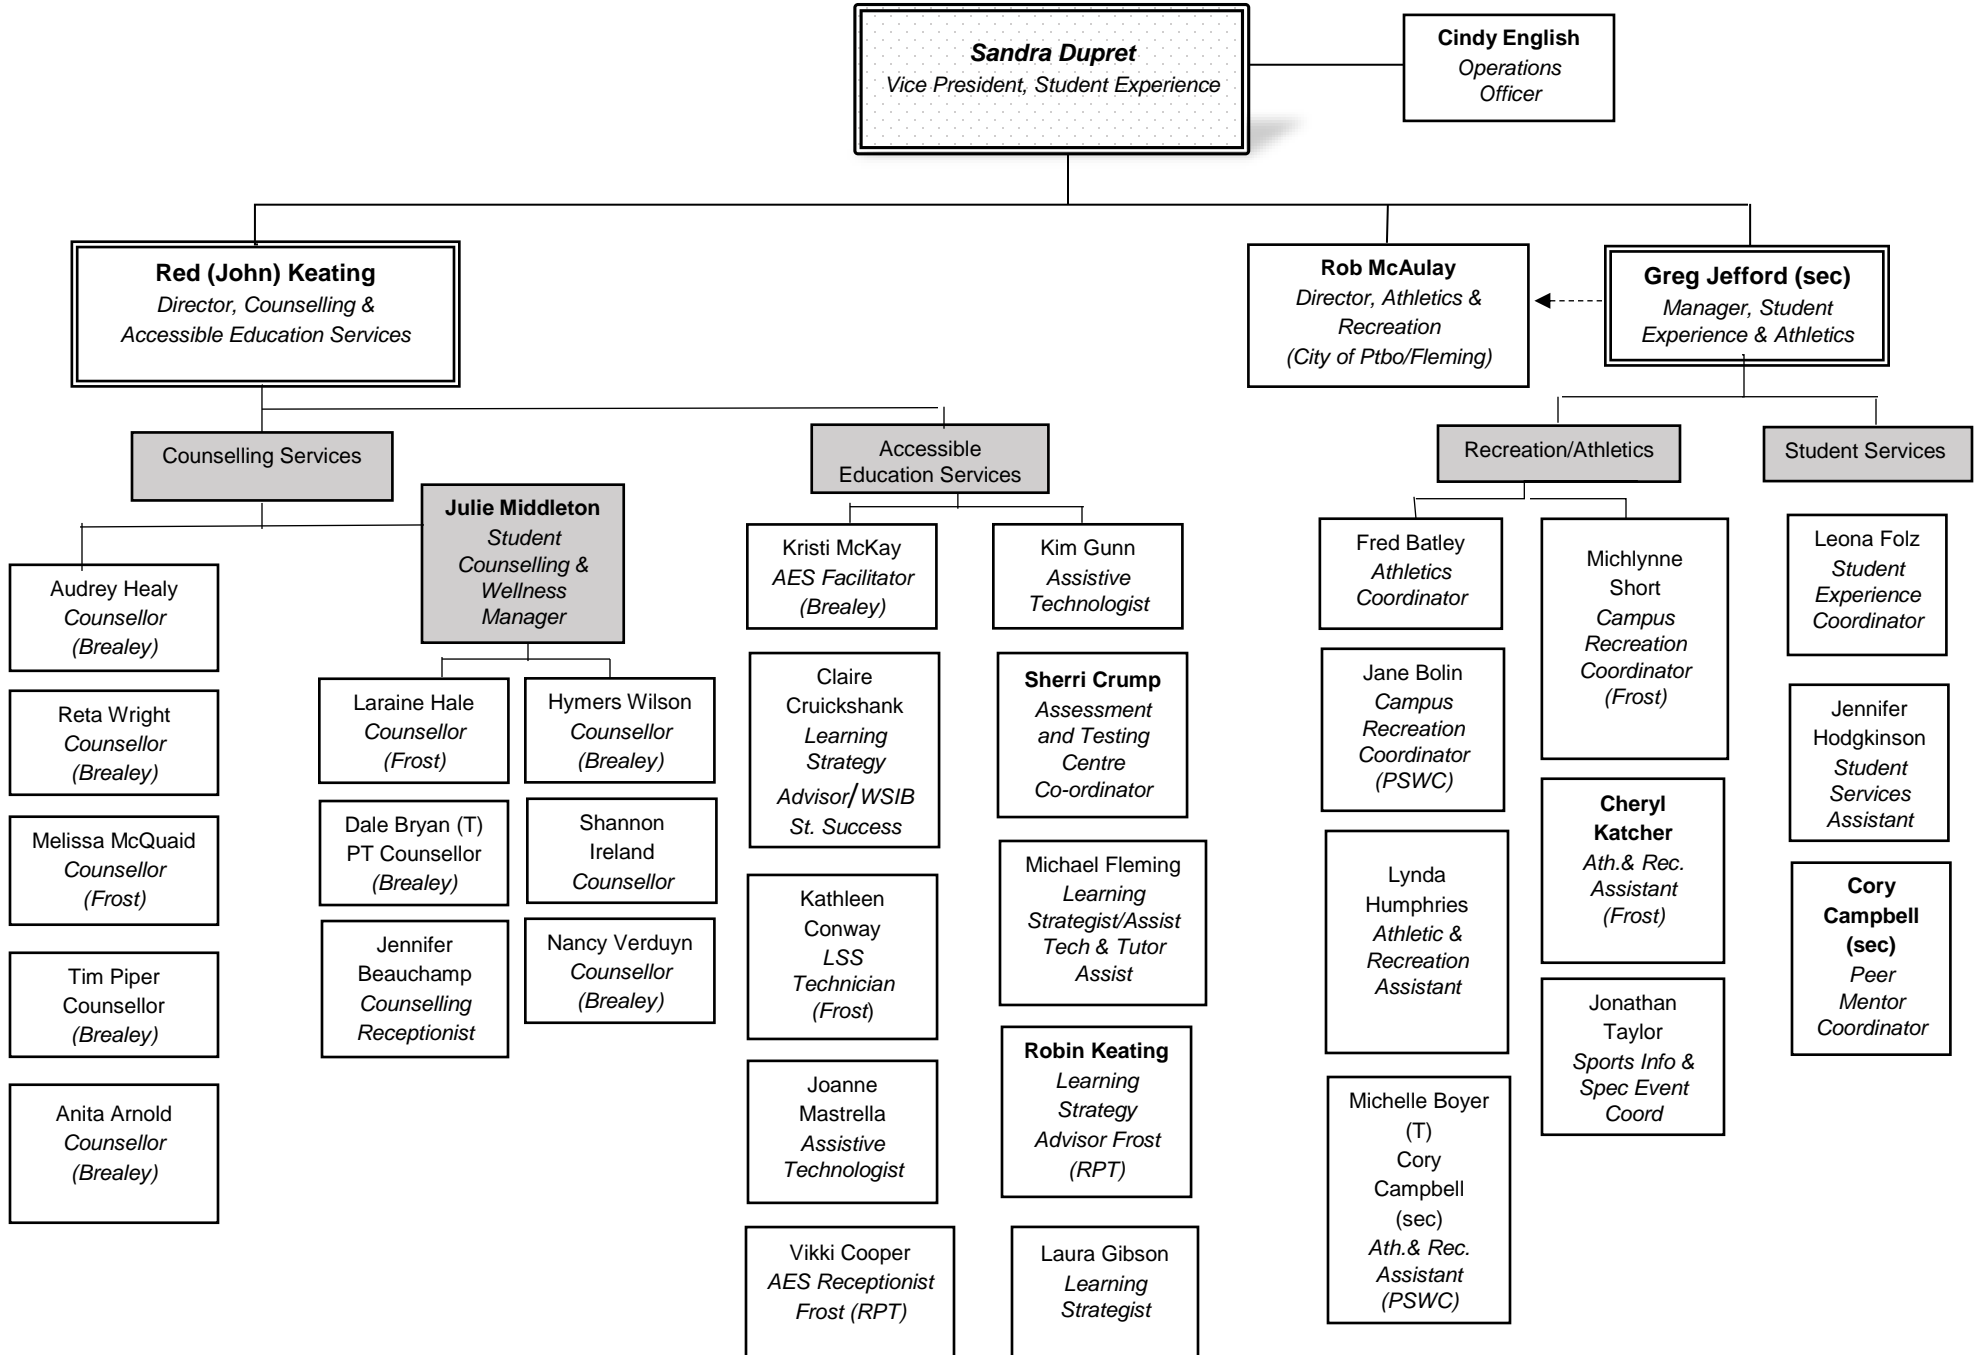 Sandra Dupret
Vice President, Student Experience
Cindy English
Operations
Officer
Red (John) Keating
Director, Counselling &
Accessible Education Services
Rob McAulay
Director, Athletics &
Recreation
(City of Ptbo/Fleming)
Greg Jefford (sec)
Manager, Student
Experience & Athletics
Counselling Services
Accessible
Education Services
Recreation/Athletics
Student Services
Julie Middleton
Student
Counselling &
Wellness
Manager
Audrey Healy
Counsellor
(Brealey)
Reta Wright
Counsellor
(Brealey)
Melissa McQuaid
Counsellor
(Frost)
Tim Piper
Counsellor
(Brealey)
Anita Arnold
Counsellor
(Brealey)
Laraine Hale
Counsellor
(Frost)
Dale Bryan (T)
PT Counsellor
(Brealey)
Jennifer
Beauchamp
Counselling
Receptionist
Hymers Wilson
Counsellor
(Brealey)
Shannon
Ireland
Counsellor
Nancy Verduyn
Counsellor
(Brealey)
Kristi McKay
AES Facilitator
(Brealey)
Claire
Cruickshank
Learning
Strategy
Advisor/WSIB
St. Success
Kathleen
Conway
LSS
Technician
(Frost)
Joanne
Mastrella
Assistive
Technologist
Vikki Cooper
AES Receptionist
Frost (RPT)
Kim Gunn
Assistive
Technologist
Sherri Crump
Assessment
and Testing
Centre
Co-ordinator
Michael Fleming
Learning
Strategist/Assist
Tech & Tutor
Assist
Robin Keating
Learning
Strategy
Advisor Frost
(RPT)
Laura Gibson
Learning
Strategist
Fred Batley
Athletics
Coordinator
Jane Bolin
Campus
Recreation
Coordinator
(PSWC)
Lynda
Humphries
Athletic &
Recreation
Assistant
Michelle Boyer
(T)
Cory
Campbell
(sec)
Ath.& Rec.
Assistant
(PSWC)
Michlynne
Short
Campus
Recreation
Coordinator
(Frost)
Cheryl
Katcher
Ath.& Rec.
Assistant
(Frost)
Jonathan
Taylor
Sports Info &
Spec Event
Coord
Leona Folz
Student
Experience
Coordinator
Jennifer
Hodgkinson
Student
Services
Assistant
Cory
Campbell
(sec)
Peer
Mentor
Coordinator